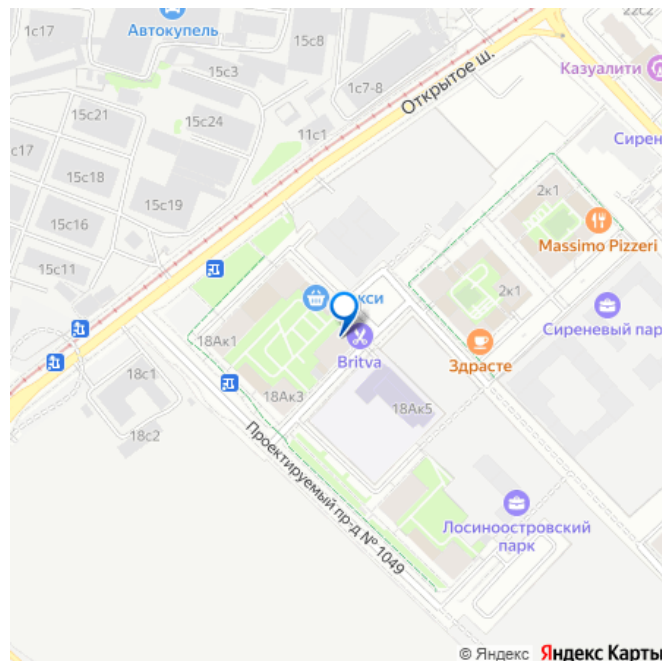 1с17
Автокупель
15с8
22с2
15с3
1с7-8
Казуалити
Открытое ш.
15с21
11с1
15с24
Сирен
с17
15с18
2к1
15с16
15с19
Massimo Pizzeri
15с11
2к1
кси
Сиреневый пар
18Ак1
Britva
Здрасте
18с1
18Ак3
18Ак5
18с2
Проектируемый пр-д № 1049
Лосиноостровский
парк
© Яндекс Яндекс Карты